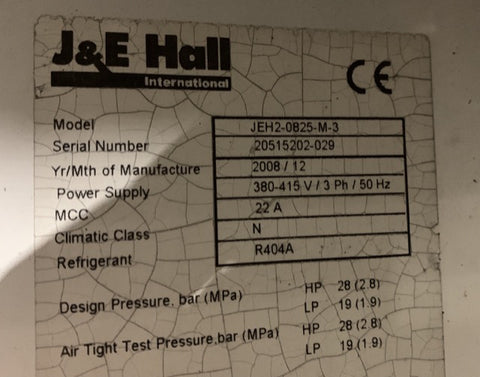 J&E Hall
International
CE
Model JEH2-0825-M-3
Serial Number 20515202-029
Yr/Mth of Manufacture 2008 / 12
Power Supply 380-415 V / 3 Ph / 50 Hz
MCC 22 A
Climatic Class N
Refrigerant R404A
Design Pressure. bar (MPa) HP 28 (2.8)
LP 19 (1.9)
Air Tight Test Pressure,bar (MPa) HP 28 (2.8)
LP 19 (1.9)